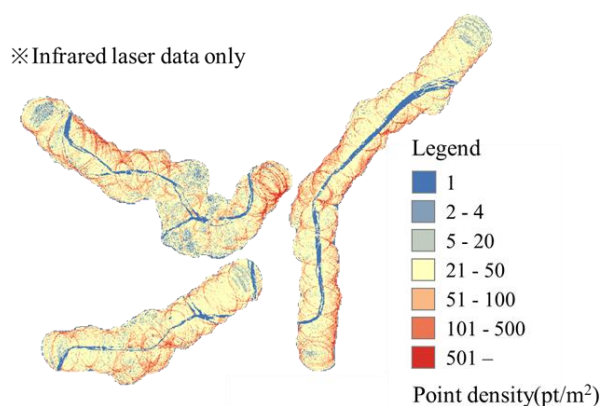 ※Infrared laser data only
Legend
1
2 - 4
5 - 20
21 - 50
51 - 100
101 - 500
501 –
Point density(pt/m²)